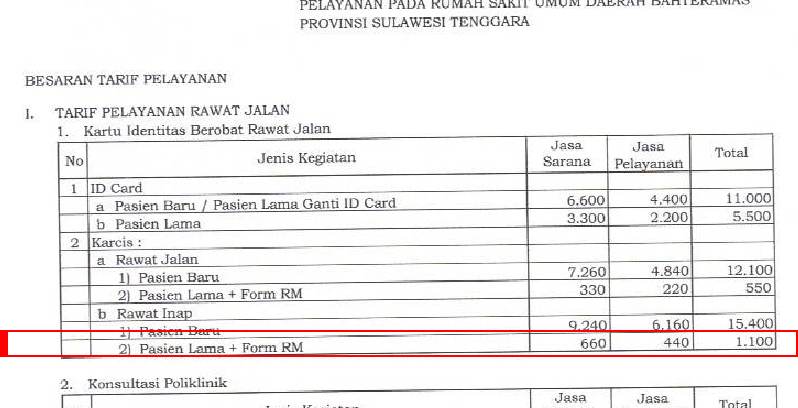 PELAYANAN PADA RUMAH SAKIT UMUM DAERAH BAHTERAMAS
PROVINSI SULAWESI TENGGARA
BESARAN TARIF PELAYANAN
I. TARIF PELAYANAN RAWAT JALAN
1. Kartu Identitas Berobat Rawat Jalan
No Jenis Kegiatan Jasa Sarana Jasa Pelayanan Total
1 ID Card
a Pasien Baru / Pasien Lama Ganti ID Card 6.600 4.400 11.000
b Pasien Lama 3.300 2.200 5.500
2 Karcis :
a Rawat Jalan
1) Pasien Baru 7.260 4.840 12.100
2) Pasien Lama + Form RM 330 220 550
b Rawat Inap
1) Pasien Baru 9.240 6.160 15.400
2) Pasien Lama + Form RM 660 440 1.100
2. Konsultasi Poliklinik
Jenis Kegiatan Jasa Jasa Total